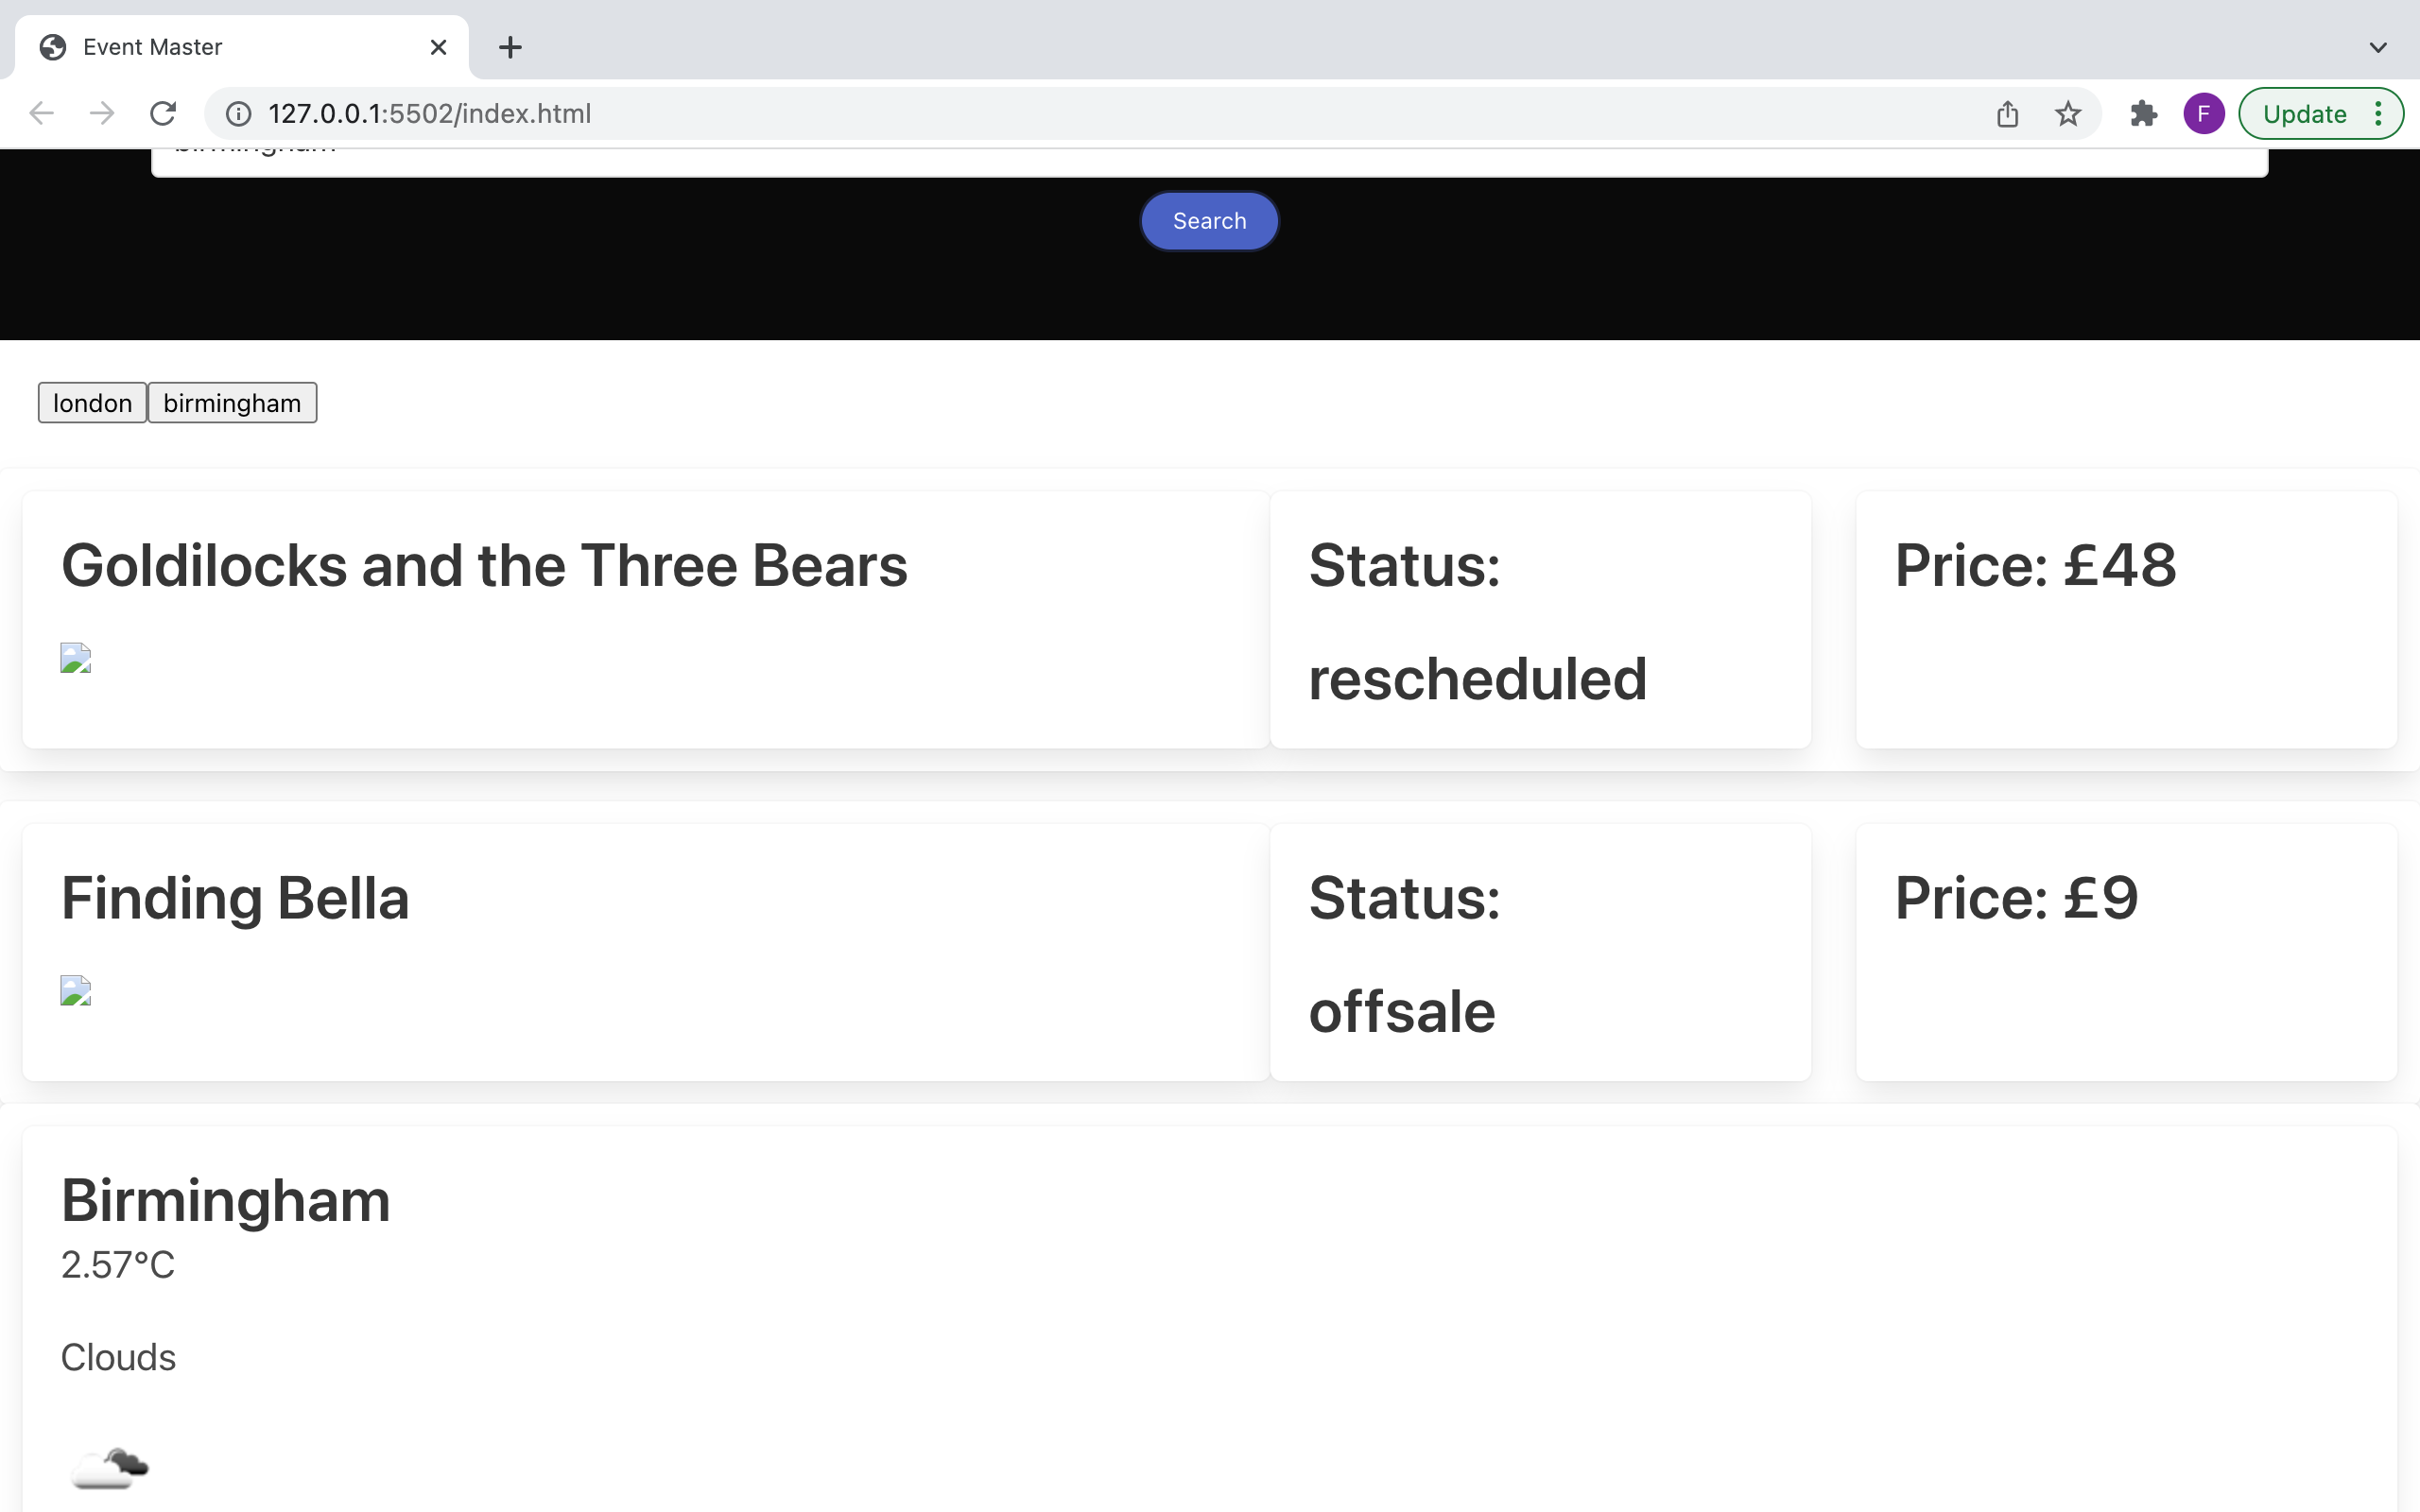 Event Master
127.0.0.1:5502/index.html
F
Update
birmingham
Search
london birmingham
Goldilocks and the Three Bears
Status:
rescheduled
Price: £48
Finding Bella
Status:
offsale
Price: £9
Birmingham
2.57°C
Clouds